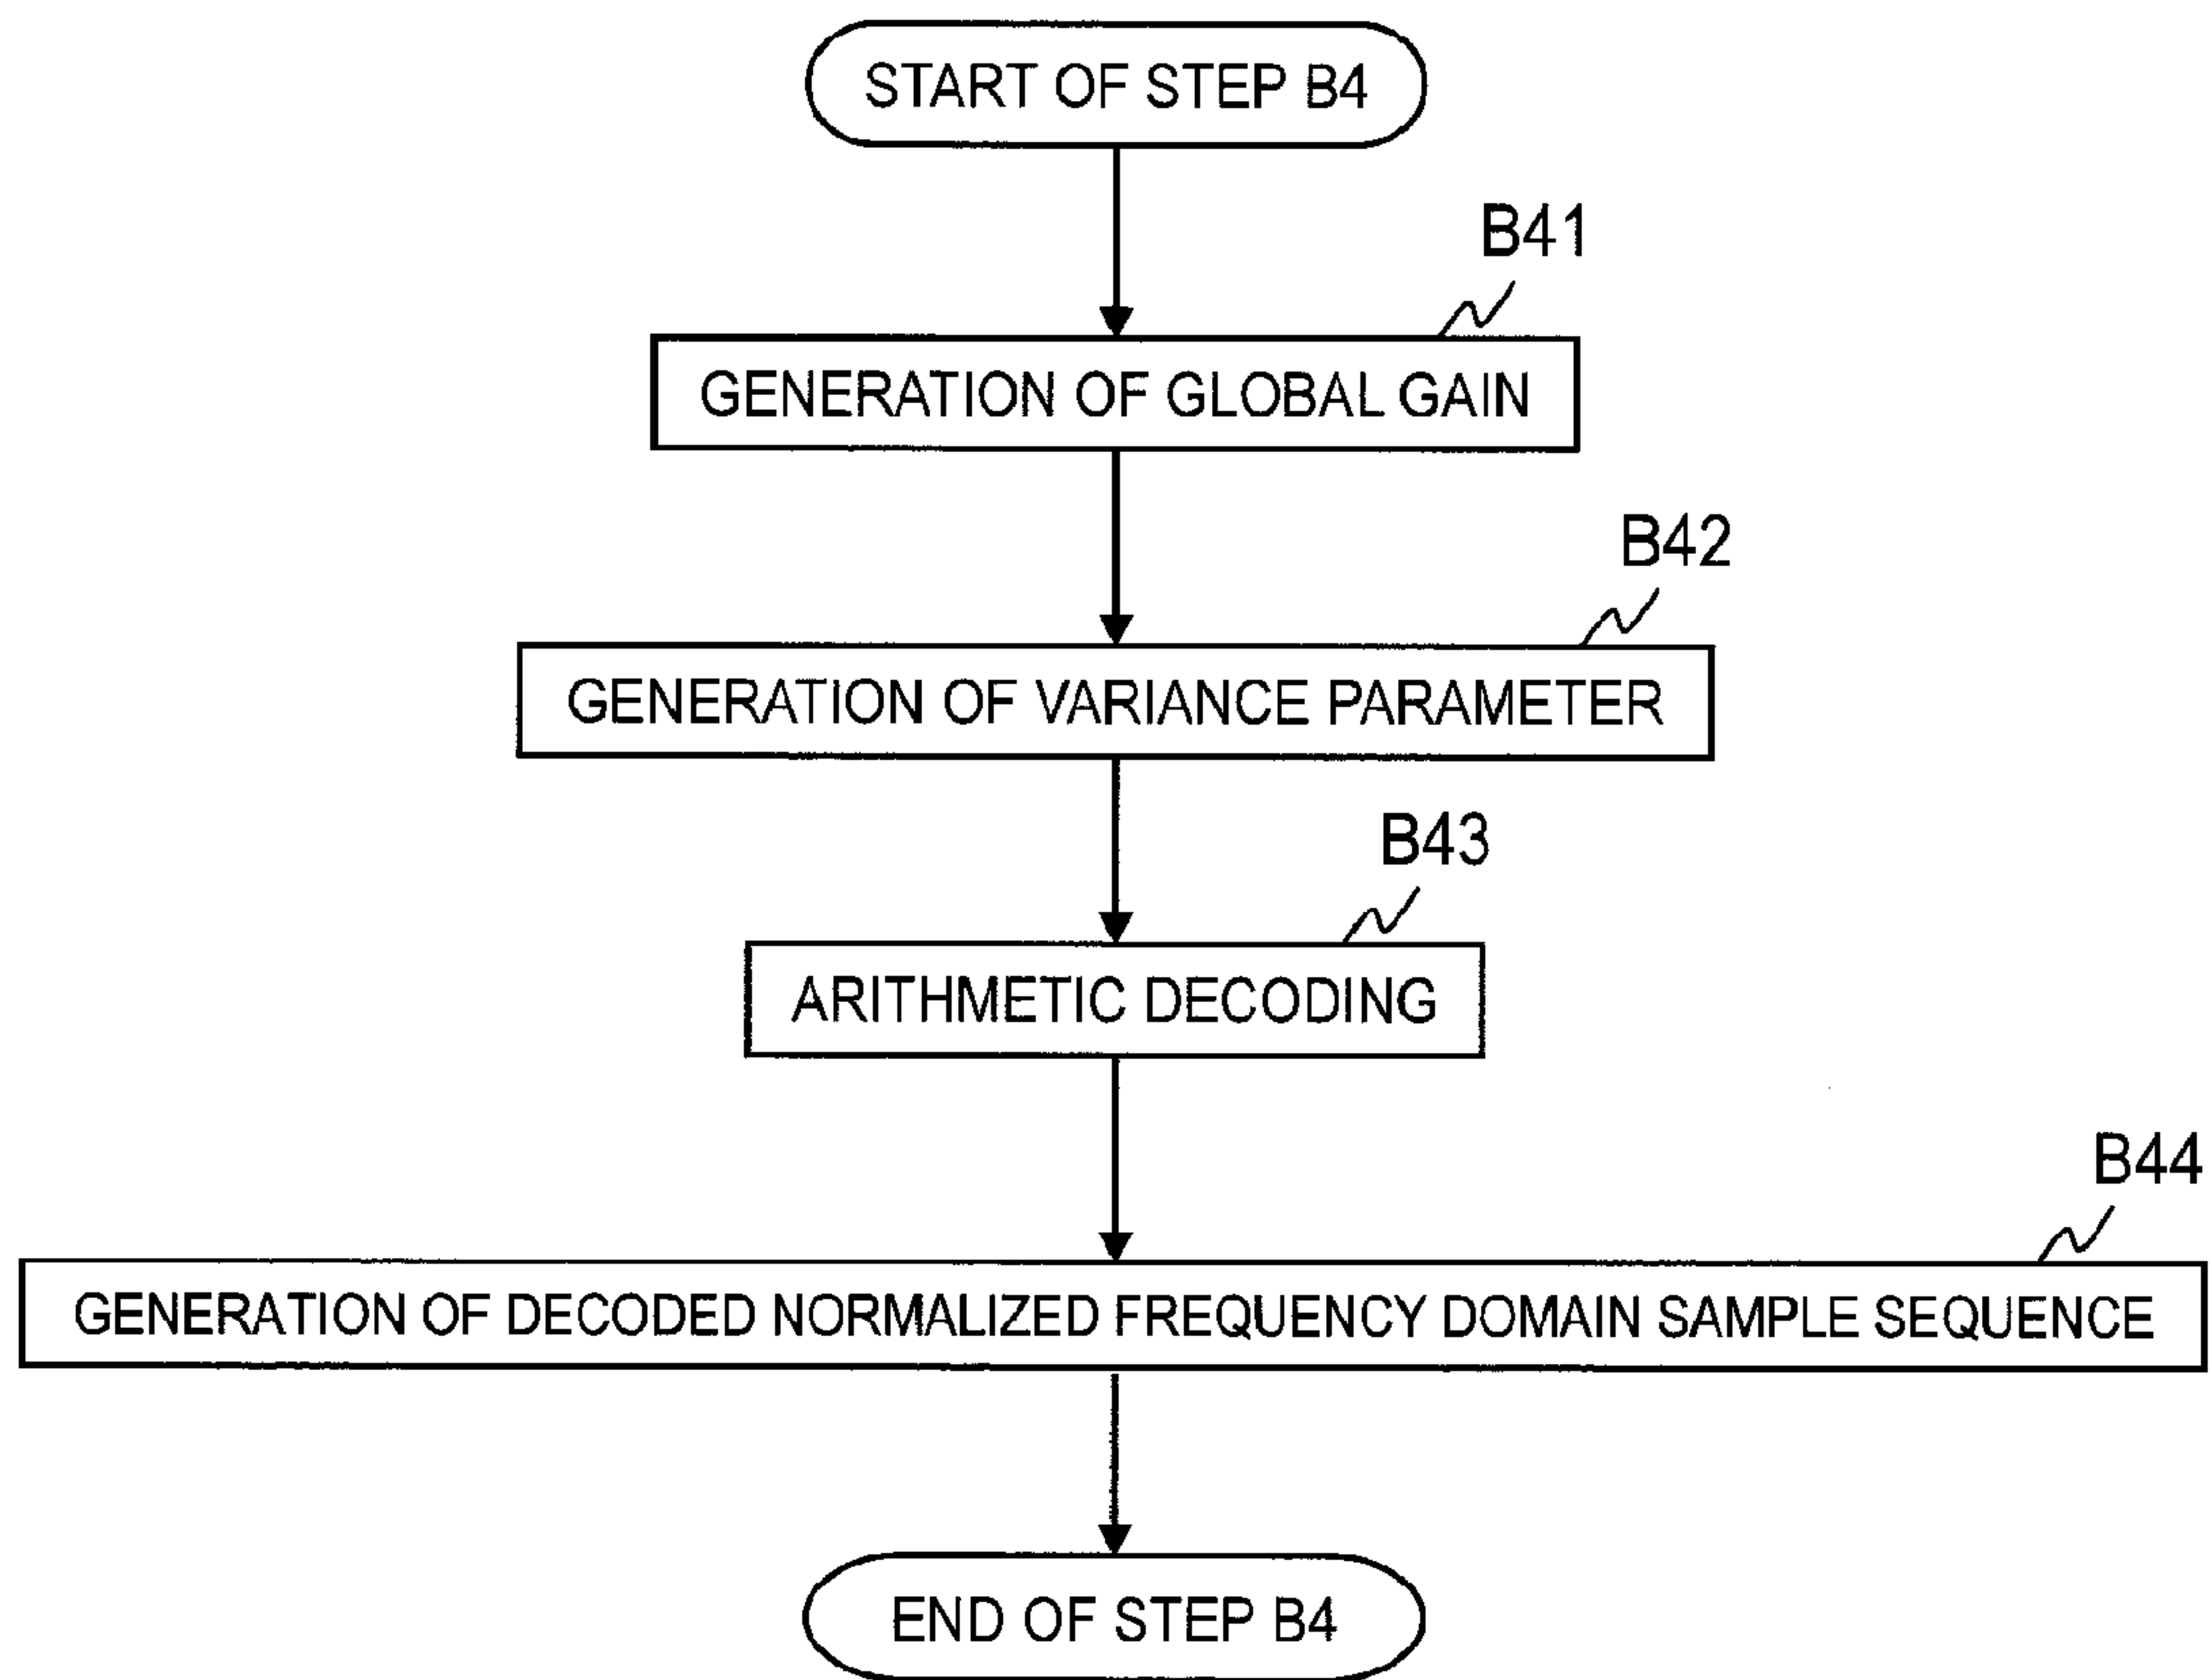 START OF STEP B4
B41
GENERATION OF GLOBAL GAIN
B42
GENERATION OF VARIANCE PARAMETER
B43
ARITHMETIC DECODING
B44
GENERATION OF DECODED NORMALIZED FREQUENCY DOMAIN SAMPLE SEQUENCE
END OF STEP B4